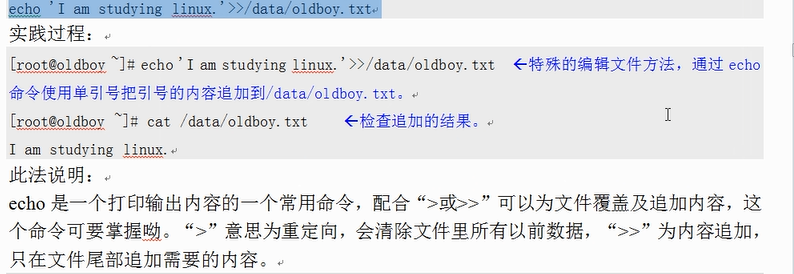 echo 'I am studying linux.'>>/data/oldboy.txt
实践过程：
[root@oldboy ~]# echo 'I am studying linux.'>>/data/oldboy.txt ←特殊的编辑文件方法，通过 echo
命令使用单引号把引号的内容追加到/data/oldboy.txt。
[root@oldboy ~]# cat /data/oldboy.txt ←检查追加的结果。
I am studying linux.
此法说明：
echo 是一个打印输出内容的一个常用命令，配合“>或>>”可以为文件覆盖及追加内容，这
个命令可要掌握呦。“>”意思为重定向，会清除文件里所有以前数据，“>>”为内容追加，
只在文件尾部追加需要的内容。